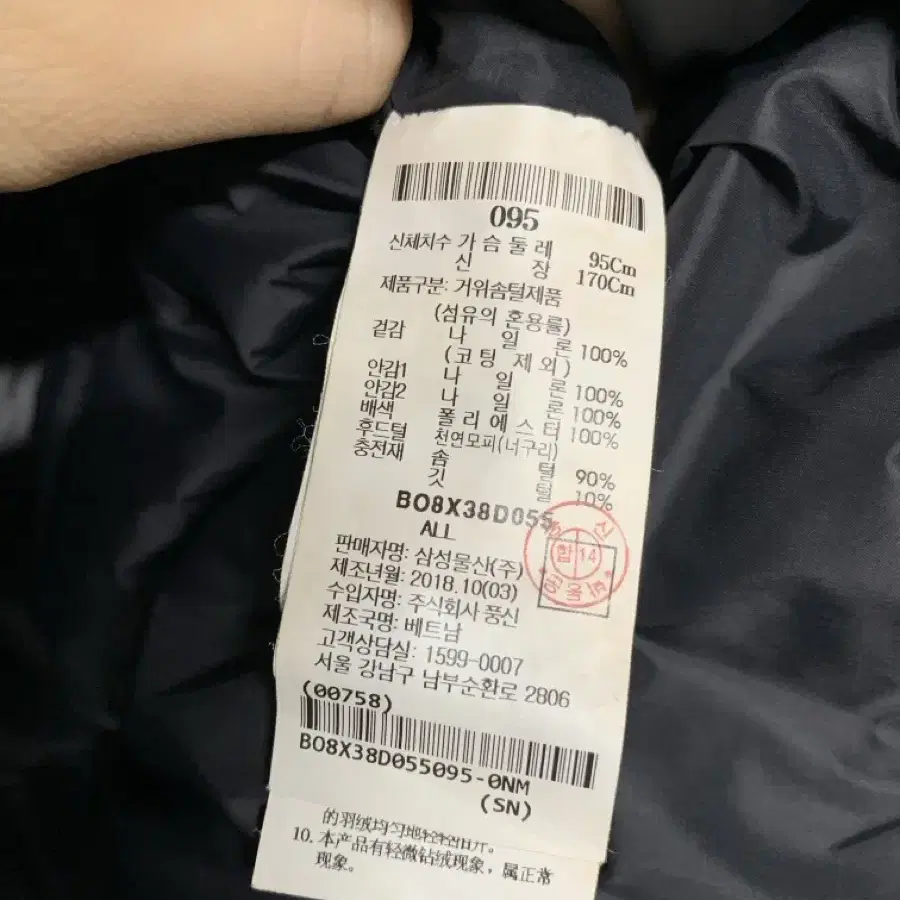 095
신체치수 가슴둘레 95Cm
신 장 170Cm
제품구분: 거위솜털제품
(섬유의 혼용률)
겉감 나 일 론 100%
(코팅 제외)
안감1 나 일 론 100%
안감2 나 일 론 100%
배색 폴리에스터 100%
후드털 천연모피(너구리)
충전재 솜 털 90%
깃 털 10%
BO8X38D055
ALL
합 14
판매자명: 삼성물산(주)
제조년월: 2018.10(03)
수입자명: 주식회사 풍신
제조국명: 베트남
고객상담실: 1599-0007
서울 강남구 남부순환로 2806
(00758)
BO8X38D055095-0NM
(SN)
的羽绒均匀地
10. 本产品有轻微钻绒现象，属正常
现象。